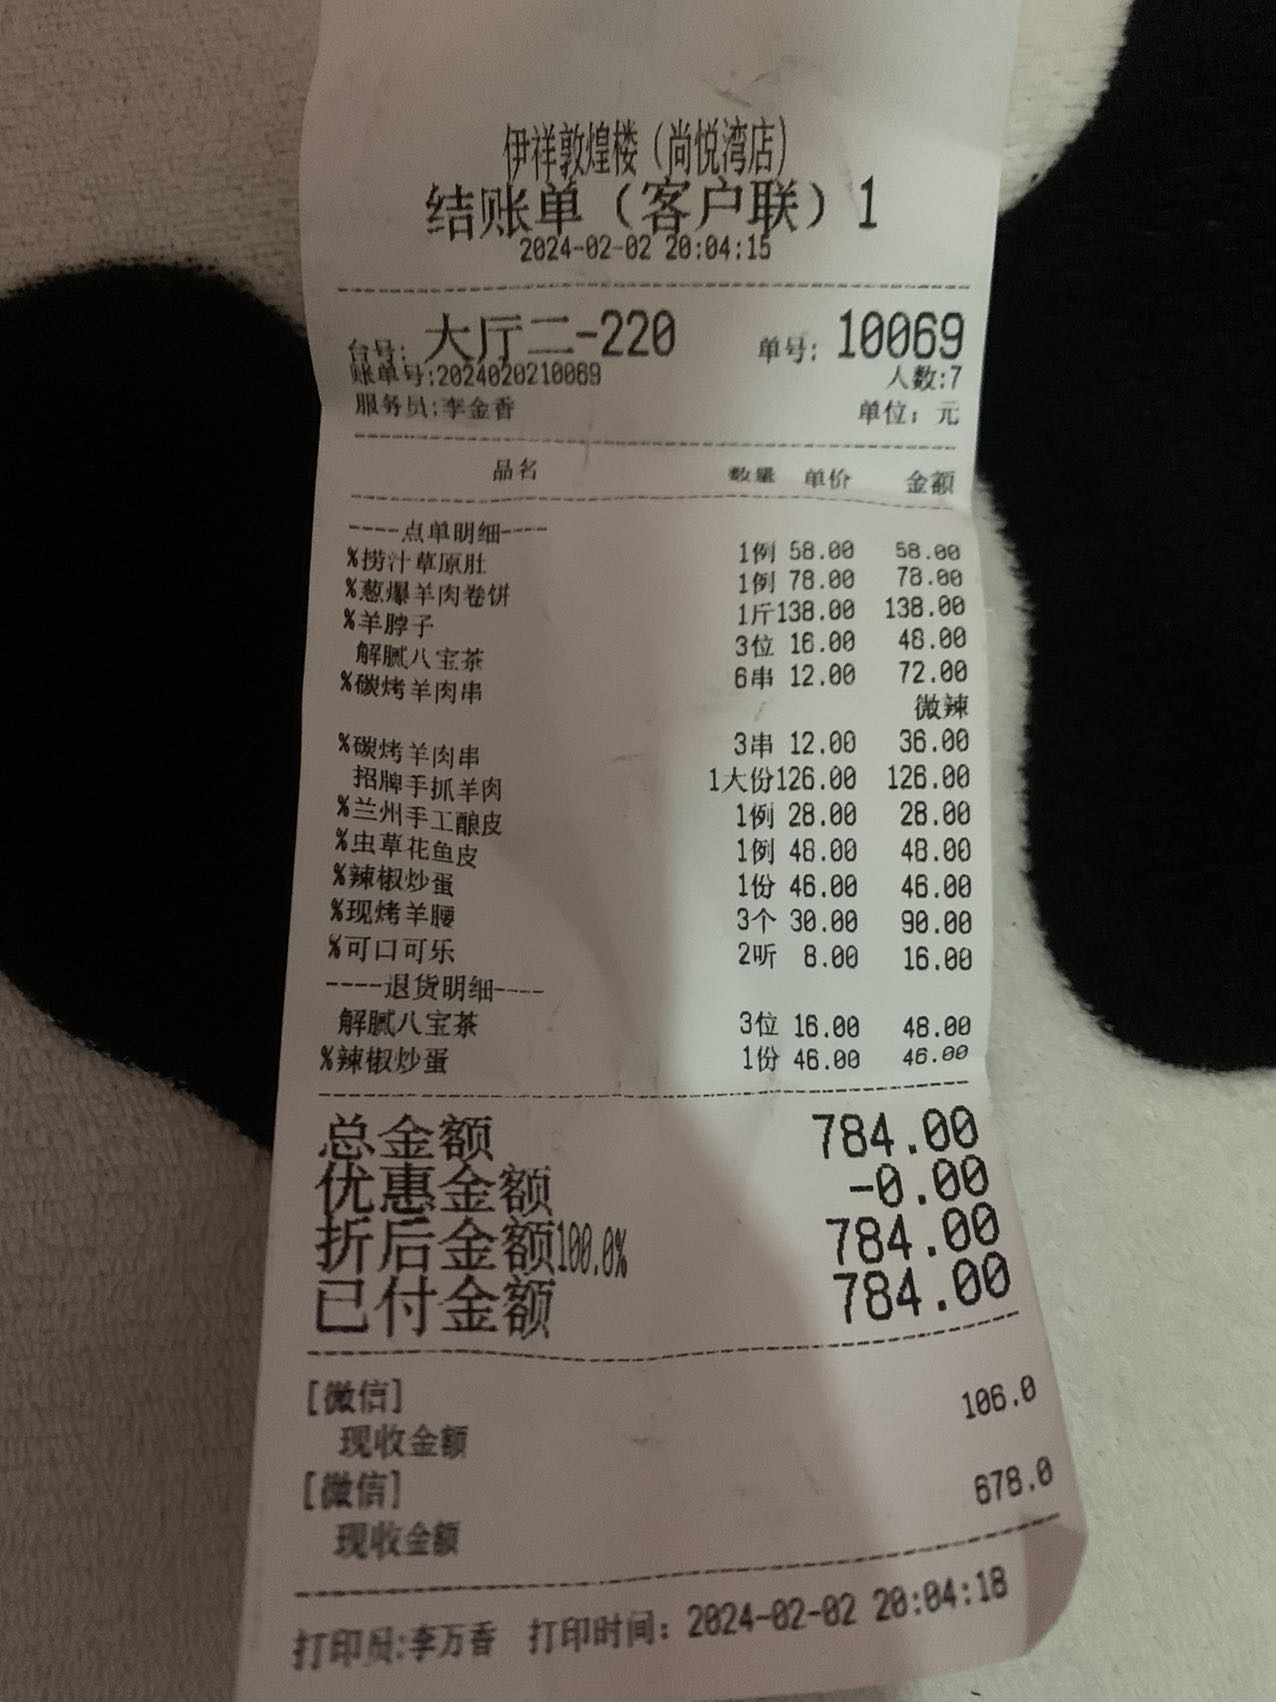 伊祥敦煌楼（尚悦湾店）
结账单（客户联）1
2024-02-02 20:04:15
台号: 大厅二-220 单号: 10069
账单号:2024020210069 人数:7
服务员:李金香 单位: 元
品名 数量 单价 金额
----点单明细----
%捞汁草原肚 1例 58.00 58.00
%葱爆羊肉卷饼 1例 78.00 78.00
%羊脖子 1斤138.00 138.00
解腻八宝茶 3位 16.00 48.00
%碳烤羊肉串 6串 12.00 72.00
微辣
%碳烤羊肉串 3串 12.00 36.00
招牌手抓羊肉 1大份126.00 126.00
%兰州手工酿皮 1例 28.00 28.00
%虫草花鱼皮 1例 48.00 48.00
%辣椒炒蛋 1份 46.00 46.00
%现烤羊腰 3个 30.00 90.00
%可口可乐 2听 8.00 16.00
----退货明细----
解腻八宝茶 3位 16.00 48.00
%辣椒炒蛋 1份 46.00 46.00
总金额 784.00
优惠金额 -0.00
折后金额100.0% 784.00
已付金额 784.00
[微信] 106.0
现收金额
[微信] 678.0
现收金额
打印员:李万香 打印时间: 2024-02-02 20:04:18